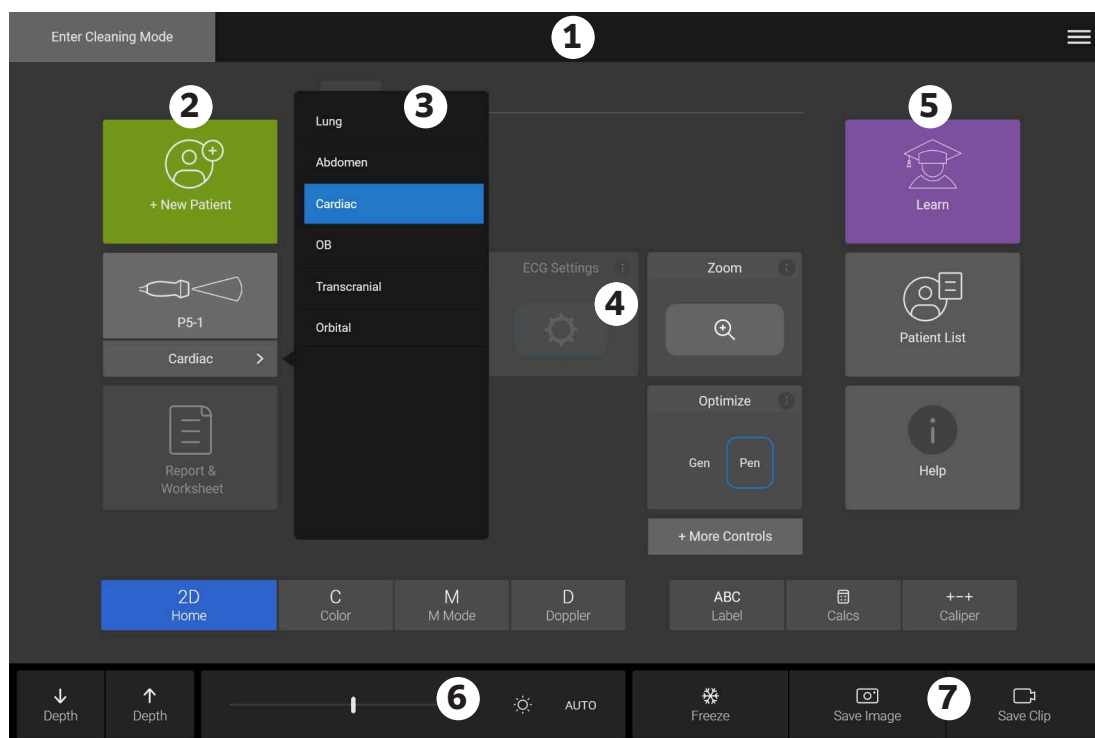 Enter Cleaning Mode
1
2
3
5
Lung
Abdomen
Cardiac
OB
Transcranial
Orbital
+ New Patient
Learn
P5-1
Cardiac
ECG Settings
4
Zoom
Patient List
Report &
Worksheet
Optimize
Gen Pen
Help
+ More Controls
2D
Home
C
Color
M
M Mode
D
Doppler
ABC
Label
Calcs
Caliper
Depth
Depth
6
AUTO
Freeze
Save Image
7
Save Clip